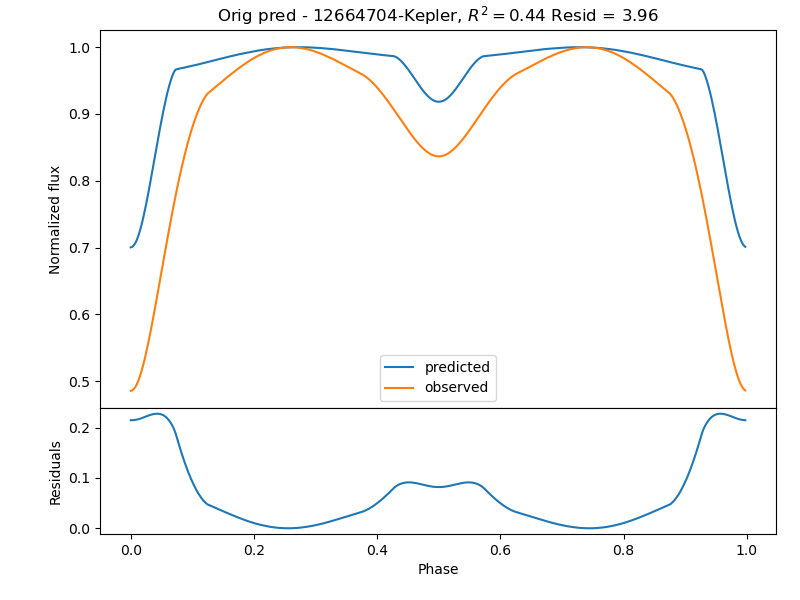 Orig pred - 12664704-Kepler, $R^2 = 0.44$ Resid = 3.96
1.0
0.9
0.8
0.7
0.6
0.5
Normalized flux
predicted
observed
0.2
0.1
0.0
Residuals
0.0 0.2 0.4 0.6 0.8 1.0
Phase